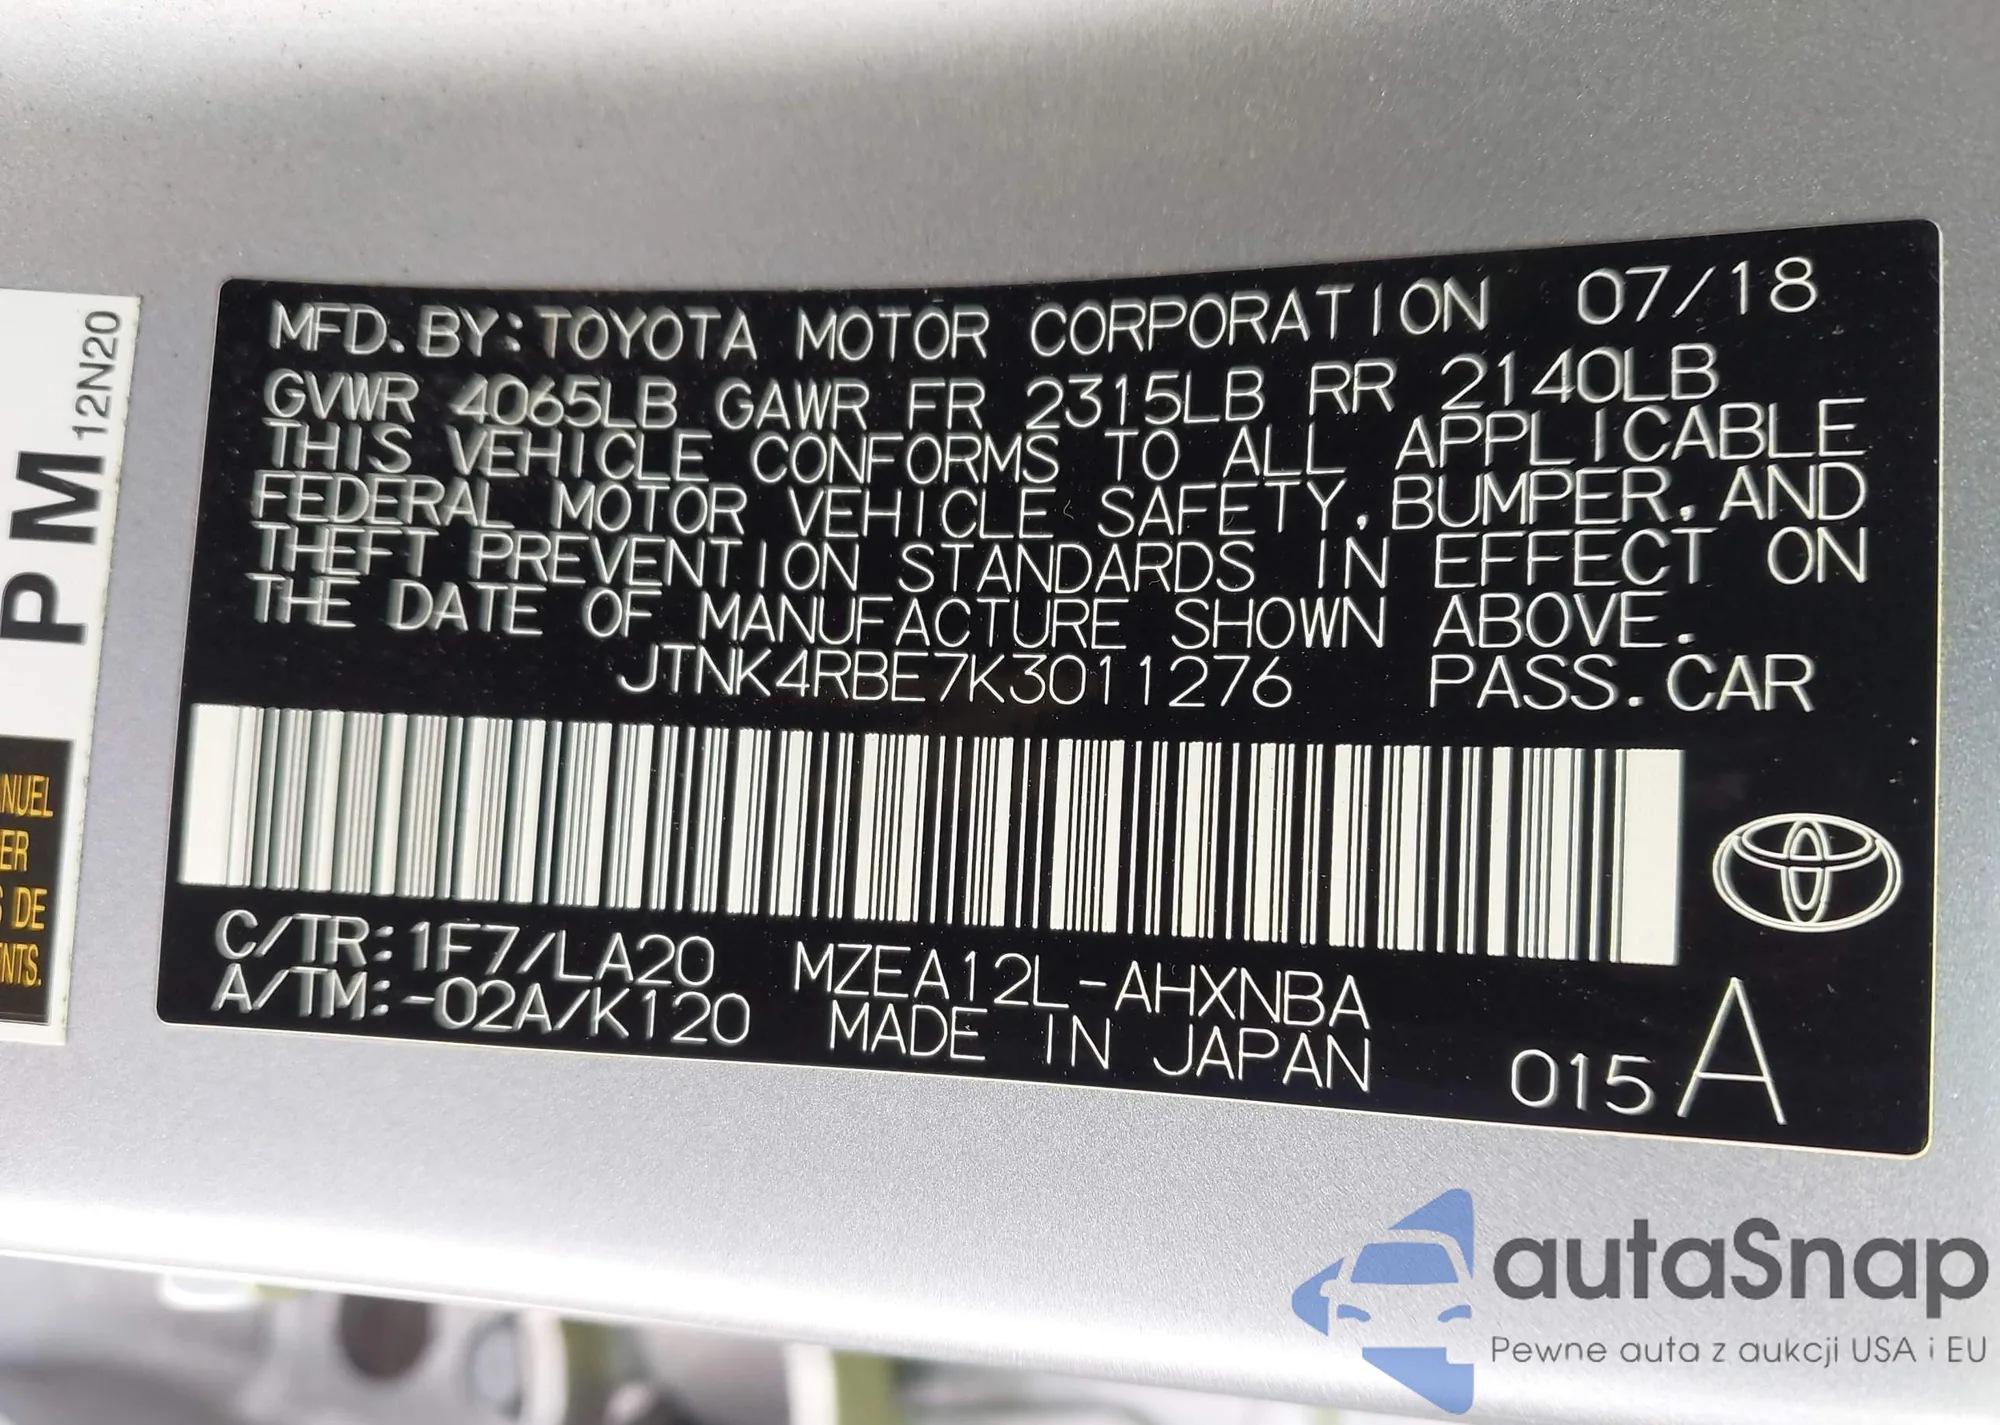 MFD. BY: TOYOTA MOTOR CORPORATION 07/18
GVWR 4065LB GAWR FR 2315LB RR 2140LB
THIS VEHICLE CONFORMS TO ALL APPLICABLE
FEDERAL MOTOR VEHICLE SAFETY, BUMPER, AND
THEFT PREVENTION STANDARDS IN EFFECT ON
THE DATE OF MANUFACTURE SHOWN ABOVE.
JTNK4RBE7K3011276 PASS. CAR
C/TR: 1F7/LA20 MZEA12L-AHXNBA
A/TM: -02A/K120 MADE IN JAPAN
015 A
PM
12N20
DE
autaSnap
Pewne auta z aukcji USA i EU